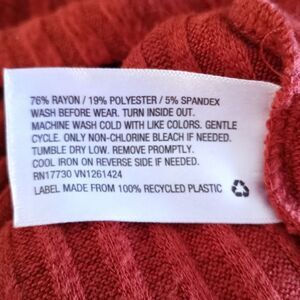 76% RAYON / 19% POLYESTER / 5% SPANDEX
WASH BEFORE WEAR. TURN INSIDE OUT.
MACHINE WASH COLD WITH LIKE COLORS. GENTLE
CYCLE. ONLY NON-CHLORINE BLEACH IF NEEDED.
TUMBLE DRY LOW. REMOVE PROMPTLY.
COOL IRON ON REVERSE SIDE IF NEEDED.
RN17730 VN1261424
LABEL MADE FROM 100% RECYCLED PLASTIC